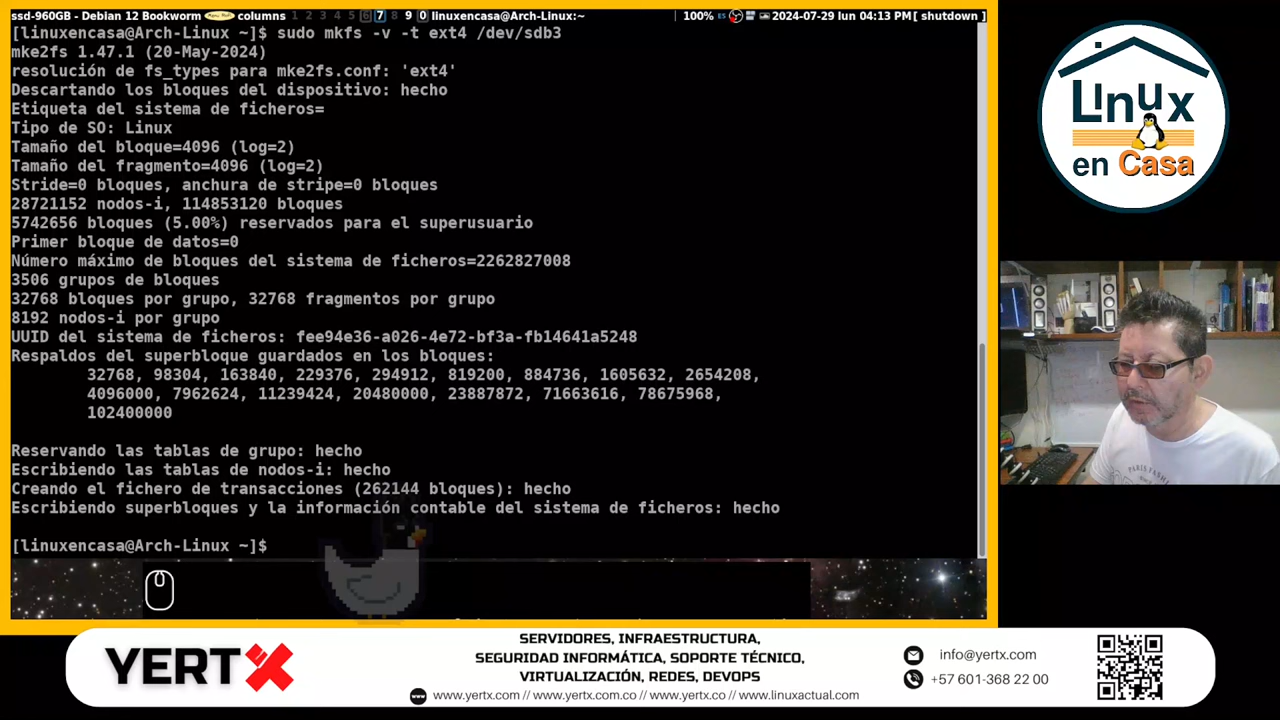 ssd-960GB - Debian 12 Bookworm columns 1 2 3 4 5 6 7 8 9 0 linuxencasa@Arch-Linux:~ 100% ES 2024-07-29 lun 04:13 PM[ shutdown ]
[linuxencasa@Arch-Linux ~]$ sudo mkfs -v -t ext4 /dev/sdb3
mke2fs 1.47.1 (20-May-2024)
resolución de fs_types para mke2fs.conf: 'ext4'
Descartando los bloques del dispositivo: hecho
Etiqueta del sistema de ficheros=
Tipo de SO: Linux
Tamaño del bloque=4096 (log=2)
Tamaño del fragmento=4096 (log=2)
Stride=0 bloques, anchura de stripe=0 bloques
28721152 nodos-i, 114853120 bloques
5742656 bloques (5.00%) reservados para el superusuario
Primer bloque de datos=0
Número máximo de bloques del sistema de ficheros=2262827008
3506 grupos de bloques
32768 bloques por grupo, 32768 fragmentos por grupo
8192 nodos-i por grupo
UUID del sistema de ficheros: fee94e36-a026-4e72-bf3a-fb14641a5248
Respaldos del superbloque guardados en los bloques:
32768, 98304, 163840, 229376, 294912, 819200, 884736, 1605632, 2654208,
4096000, 7962624, 11239424, 20480000, 23887872, 71663616, 78675968,
102400000
Reservando las tablas de grupo: hecho
Escribiendo las tablas de nodos-i: hecho
Creando el fichero de transacciones (262144 bloques): hecho
Escribiendo superbloques y la información contable del sistema de ficheros: hecho
[linuxencasa@Arch-Linux ~]$
Linux
en Casa
YERTX
SERVIDORES, INFRAESTRUCTURA,
SEGURIDAD INFORMÁTICA, SOPORTE TÉCNICO,
VIRTUALIZACIÓN, REDES, DEVOPS
www.yertx.com // www.yertx.com.co // www.yertx.co // www.linuxactual.com
info@yertx.com
+57 601-368 22 00